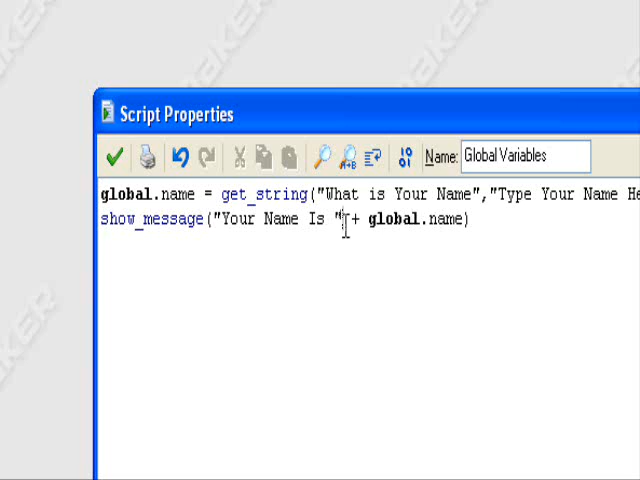 Script Properties
Name: Global Variables
global.name = get_string("What is Your Name","Type Your Name He
show_message("Your Name Is "+ global.name)
MAKER